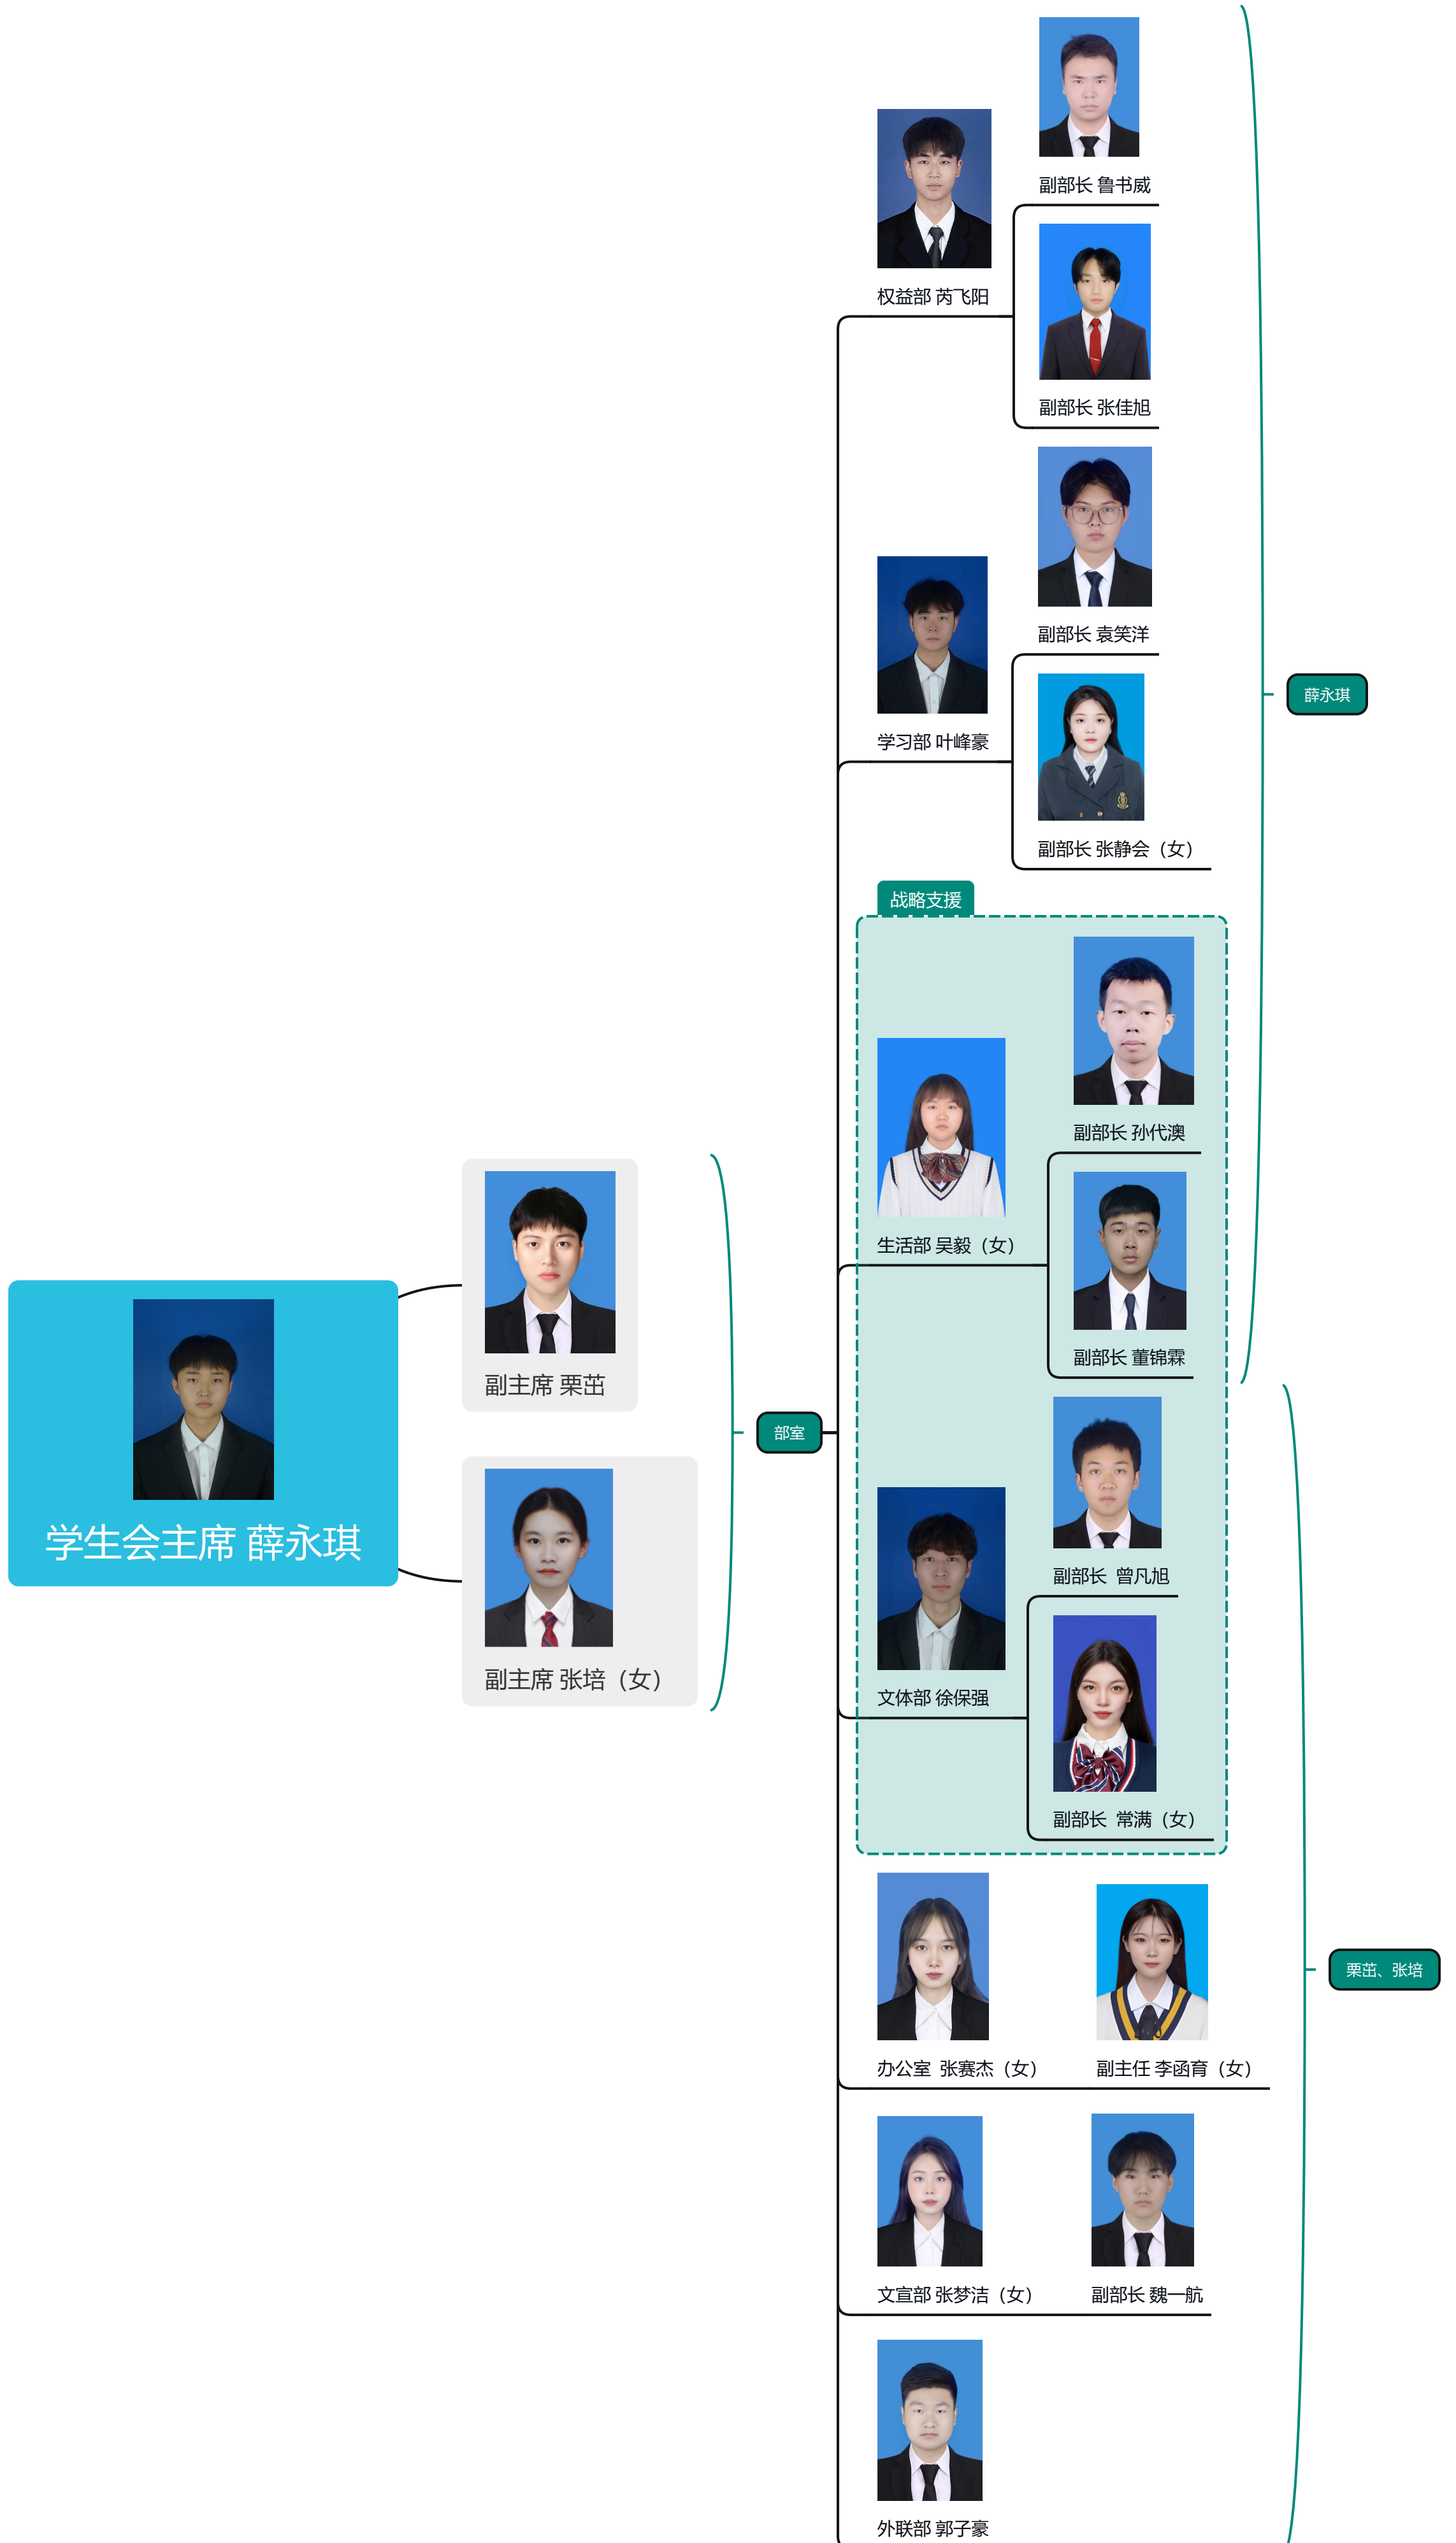 学生会主席 薛永琪
副主席 栗茁
副主席 张培（女）
部室
权益部 芮飞阳
副部长 鲁书威
副部长 张佳旭
学习部 叶峰豪
副部长 袁笑洋
副部长 张静会（女）
战略支援
生活部 吴毅（女）
副部长 孙代澳
副部长 董锦霖
文体部 徐保强
副部长 曾凡旭
副部长 常满（女）
办公室 张赛杰（女）
副主任 李函育（女）
文宣部 张梦洁（女）
副部长 魏一航
外联部 郭子豪
薛永琪
栗茁、张培